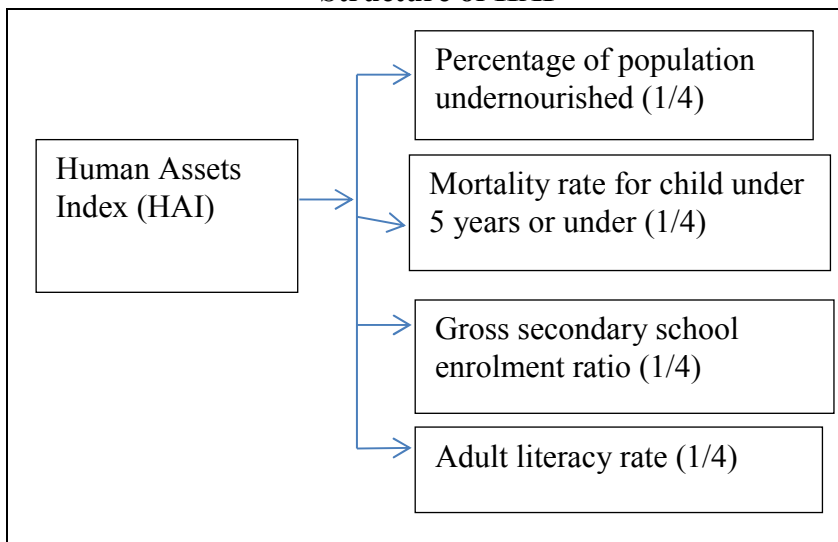 Percentage of population
undernourished (1/4)
Human Assets
Index (HAI)
Mortality rate for child under
5 years or under (1/4)
Gross secondary school
enrolment ratio (1/4)
Adult literacy rate (1/4)